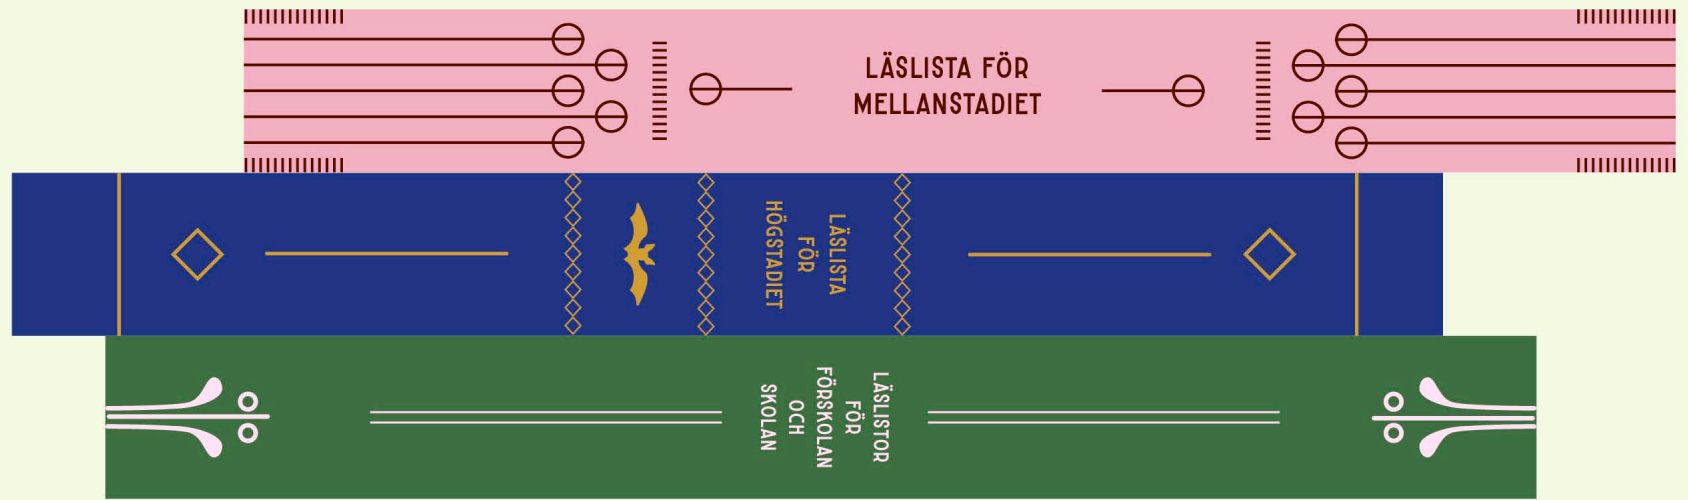 LÄSLISTA FÖR
MELLANSTADIET
LÄSLISTA
FÖR
HÖGSTADIET
LÄSLISTOR
FÖR
FÖRSKOLAN
OCH
SKOLAN